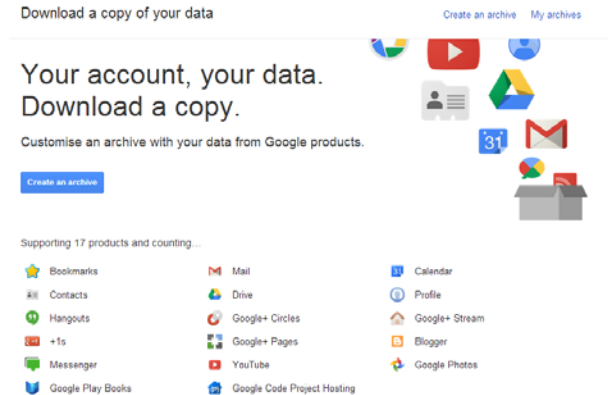 Download a copy of your data
Create an archive My archives
Your account, your data.
Download a copy.
Customise an archive with your data from Google products.
31
Create an archive
Supporting 17 products and counting...
Bookmarks Mail 31 Calendar
Contacts Drive Profile
Hangouts Google+ Circles Google+ Stream
+1 +1s Google+ Pages Blogger
Messenger YouTube Google Photos
Google Play Books Google Code Project Hosting